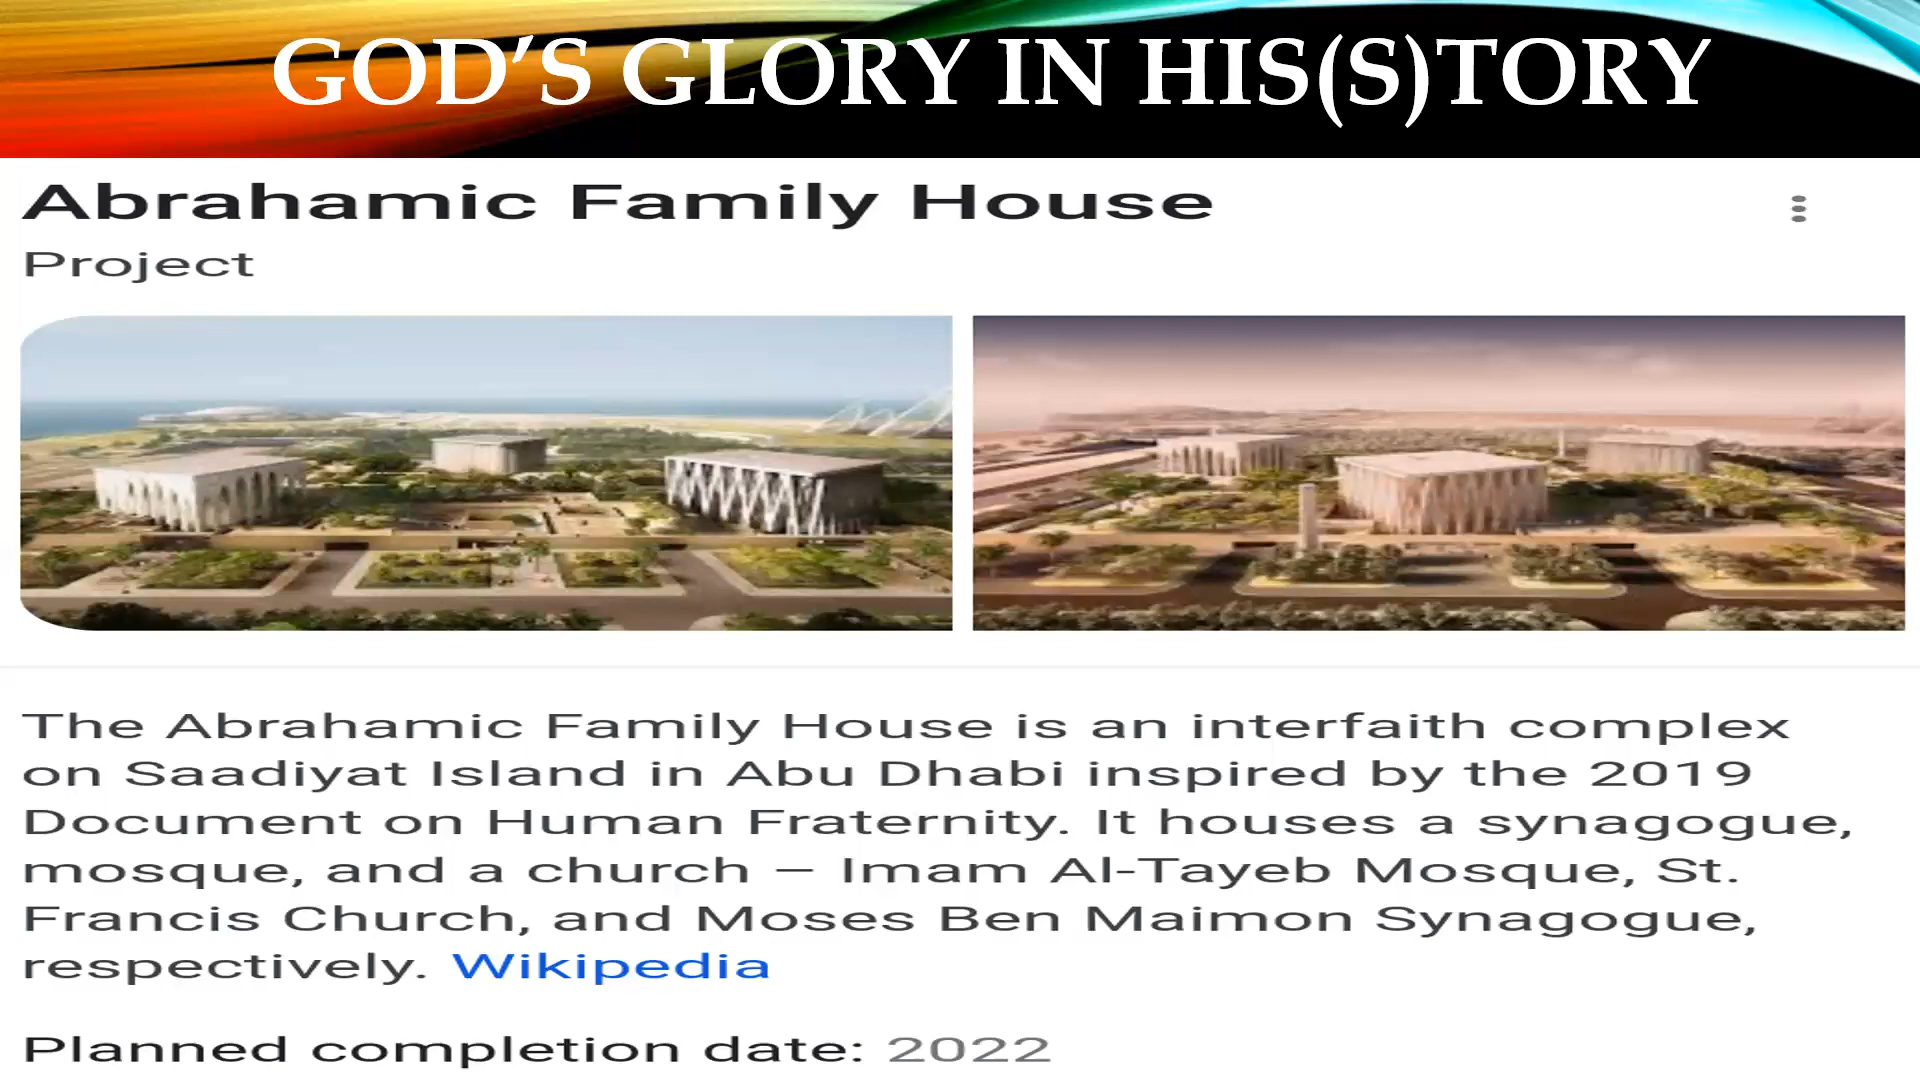 GOD’S GLORY IN HIS(S)TORY
Abrahamic Family House
Project
The Abrahamic Family House is an interfaith complex
on Saadiyat Island in Abu Dhabi inspired by the 2019
Document on Human Fraternity. It houses a synagogue,
mosque, and a church – Imam Al-Tayeb Mosque, St.
Francis Church, and Moses Ben Maimon Synagogue,
respectively. Wikipedia
Planned completion date: 2022